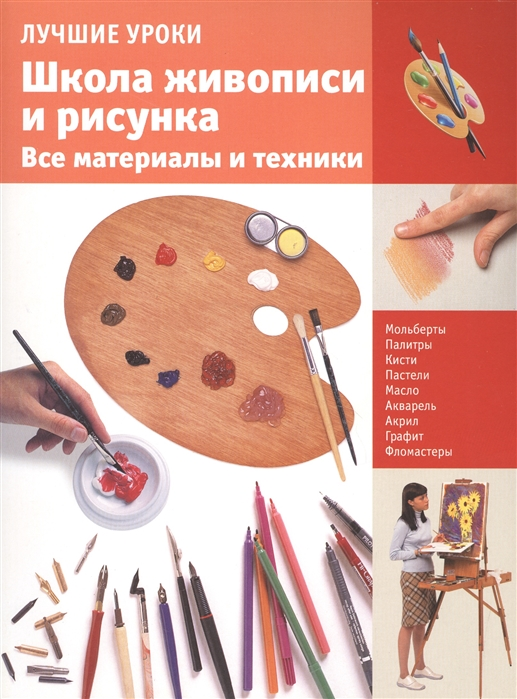 ЛУЧШИЕ УРОКИ
Школа живописи
и рисунка
Все материалы и техники
Мольберты
Палитры
Кисти
Пастели
Масло
Акварель
Акрил
Графит
Фломастеры